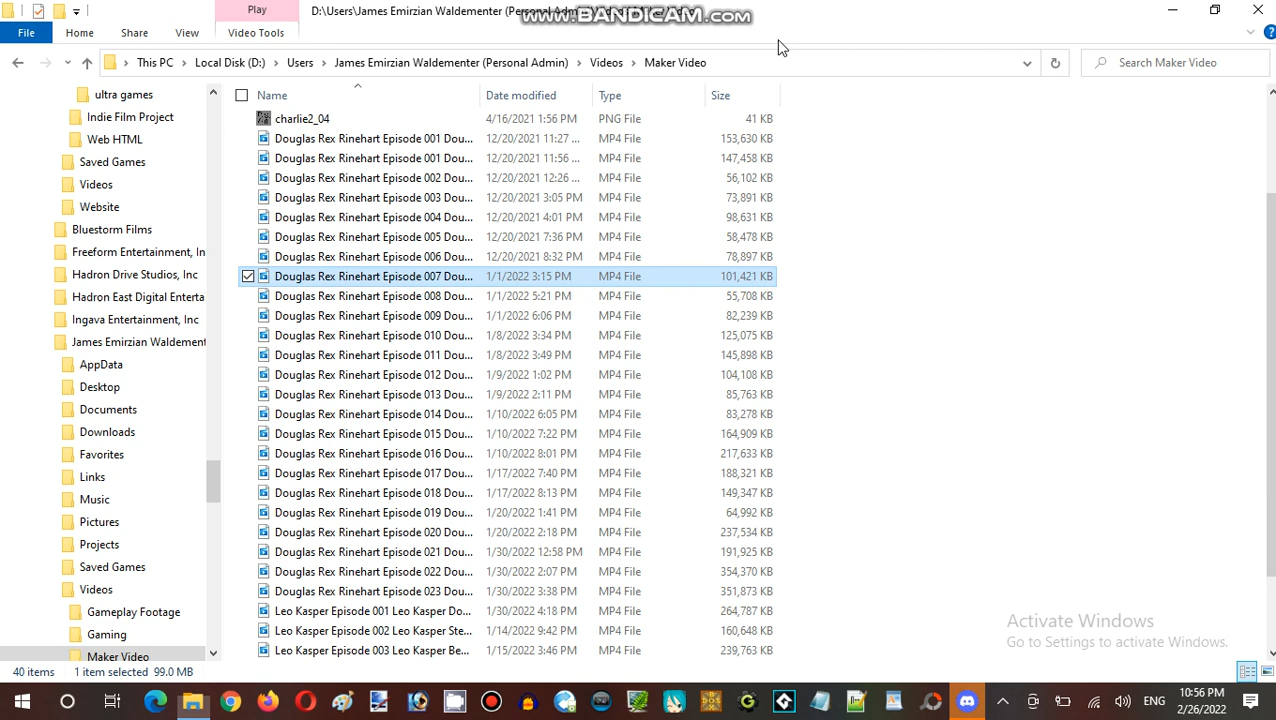 Play
D:\Users\James Emirzian Waldementer (Personal Admin)
WWW.BANDICAM.COM
File
Home
Share
View
Video Tools
This PC
Local Disk (D:)
Users
James Emirzian Waldementer (Personal Admin)
Videos
Maker Video
Search Maker Video
ultra games
Indie Film Project
Web HTML
Saved Games
Videos
Website
Bluestorm Films
Freeform Entertainment, In
Hadron Drive Studios, Inc
Hadron East Digital Enterta
Ingava Entertainment, Inc
James Emirzian Waldement
AppData
Desktop
Documents
Downloads
Favorites
Links
Music
Pictures
Projects
Saved Games
Videos
Gameplay Footage
Gaming
Maker Video
Name Date modified Type Size
charlie2_04 4/16/2021 1:56 PM PNG File 41 KB
Douglas Rex Rinehart Episode 001 Dou... 12/20/2021 11:27 ... MP4 File 153,630 KB
Douglas Rex Rinehart Episode 001 Dou... 12/20/2021 11:56 ... MP4 File 147,458 KB
Douglas Rex Rinehart Episode 002 Dou... 12/20/2021 12:26 ... MP4 File 56,102 KB
Douglas Rex Rinehart Episode 003 Dou... 12/20/2021 3:05 PM MP4 File 73,891 KB
Douglas Rex Rinehart Episode 004 Dou... 12/20/2021 4:01 PM MP4 File 98,631 KB
Douglas Rex Rinehart Episode 005 Dou... 12/20/2021 7:36 PM MP4 File 58,478 KB
Douglas Rex Rinehart Episode 006 Dou... 12/20/2021 8:32 PM MP4 File 78,897 KB
Douglas Rex Rinehart Episode 007 Dou... 1/1/2022 3:15 PM MP4 File 101,421 KB
Douglas Rex Rinehart Episode 008 Dou... 1/1/2022 5:21 PM MP4 File 55,708 KB
Douglas Rex Rinehart Episode 009 Dou... 1/1/2022 6:06 PM MP4 File 82,239 KB
Douglas Rex Rinehart Episode 010 Dou... 1/8/2022 3:34 PM MP4 File 125,075 KB
Douglas Rex Rinehart Episode 011 Dou... 1/8/2022 3:49 PM MP4 File 145,898 KB
Douglas Rex Rinehart Episode 012 Dou... 1/9/2022 1:02 PM MP4 File 104,108 KB
Douglas Rex Rinehart Episode 013 Dou... 1/9/2022 2:11 PM MP4 File 85,763 KB
Douglas Rex Rinehart Episode 014 Dou... 1/10/2022 6:05 PM MP4 File 83,278 KB
Douglas Rex Rinehart Episode 015 Dou... 1/10/2022 7:22 PM MP4 File 164,909 KB
Douglas Rex Rinehart Episode 016 Dou... 1/10/2022 8:01 PM MP4 File 217,633 KB
Douglas Rex Rinehart Episode 017 Dou... 1/17/2022 7:40 PM MP4 File 188,321 KB
Douglas Rex Rinehart Episode 018 Dou... 1/17/2022 8:13 PM MP4 File 149,347 KB
Douglas Rex Rinehart Episode 019 Dou... 1/20/2022 1:41 PM MP4 File 64,992 KB
Douglas Rex Rinehart Episode 020 Dou... 1/20/2022 2:18 PM MP4 File 237,534 KB
Douglas Rex Rinehart Episode 021 Dou... 1/30/2022 12:58 PM MP4 File 191,925 KB
Douglas Rex Rinehart Episode 022 Dou... 1/30/2022 2:07 PM MP4 File 354,370 KB
Douglas Rex Rinehart Episode 023 Dou... 1/30/2022 3:38 PM MP4 File 351,873 KB
Leo Kasper Episode 001 Leo Kasper Do... 1/30/2022 4:18 PM MP4 File 264,787 KB
Leo Kasper Episode 002 Leo Kasper Ste... 1/14/2022 9:42 PM MP4 File 160,648 KB
Leo Kasper Episode 003 Leo Kasper Be... 1/15/2022 3:46 PM MP4 File 239,763 KB
Activate Windows
Go to Settings to activate Windows.
40 items 1 item selected 99.0 MB
ENG
10:56 PM
2/26/2022